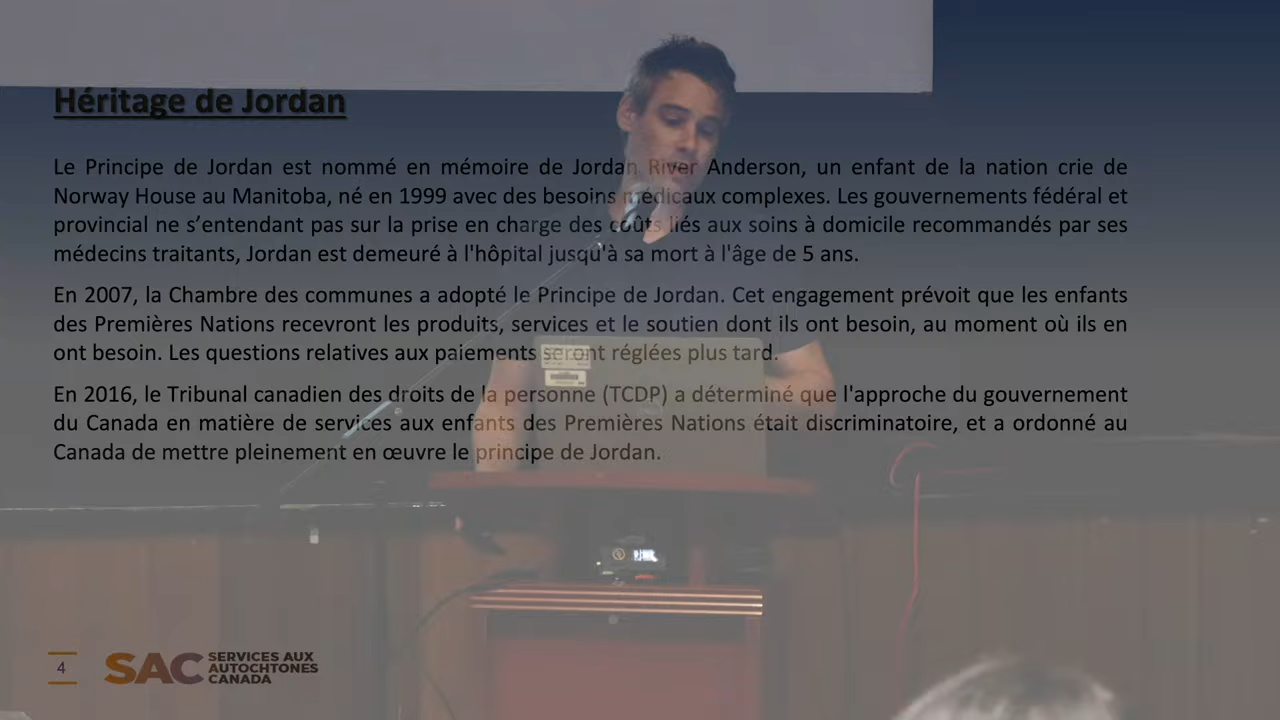 Héritage de Jordan
Le Principe de Jordan est nommé en mémoire de Jordan River Anderson, un enfant de la nation crie de
Norway House au Manitoba, né en 1999 avec des besoins médicaux complexes. Les gouvernements fédéral et
provincial ne s’entendant pas sur la prise en charge des coûts liés aux soins à domicile recommandés par ses
médecins traitants, Jordan est demeuré à l'hôpital jusqu'à sa mort à l'âge de 5 ans.
En 2007, la Chambre des communes a adopté le Principe de Jordan. Cet engagement prévoit que les enfants
des Premières Nations recevront les produits, services et le soutien dont ils ont besoin, au moment où ils en
ont besoin. Les questions relatives aux paiements seront réglées plus tard.
En 2016, le Tribunal canadien des droits de la personne (TCDP) a déterminé que l'approche du gouvernement
du Canada en matière de services aux enfants des Premières Nations était discriminatoire, et a ordonné au
Canada de mettre pleinement en œuvre le principe de Jordan.
4
SAC SERVICES AUX
AUTOCHTONES
CANADA